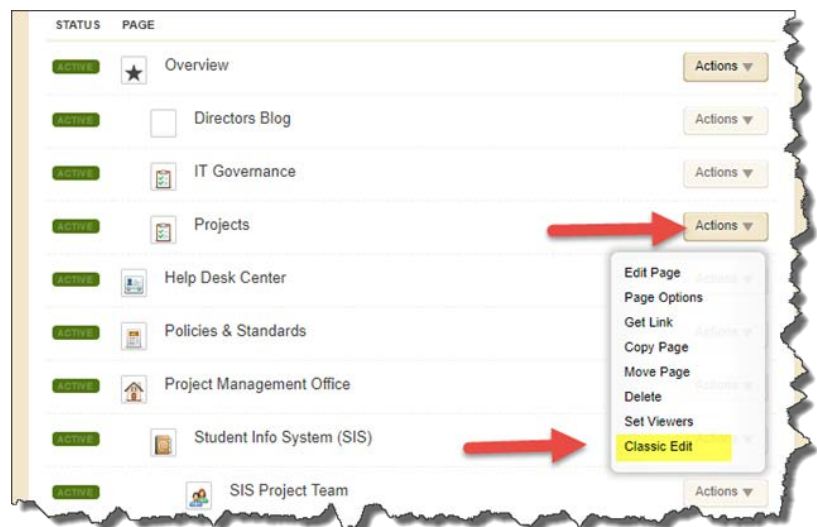 STATUS PAGE
ACTIVE Overview Actions
ACTIVE Directors Blog Actions
ACTIVE IT Governance Actions
ACTIVE Projects Actions
ACTIVE Help Desk Center
ACTIVE Policies & Standards
ACTIVE Project Management Office
ACTIVE Student Info System (SIS)
ACTIVE SIS Project Team Actions
Edit Page
Page Options
Get Link
Copy Page
Move Page
Delete
Set Viewers
Classic Edit